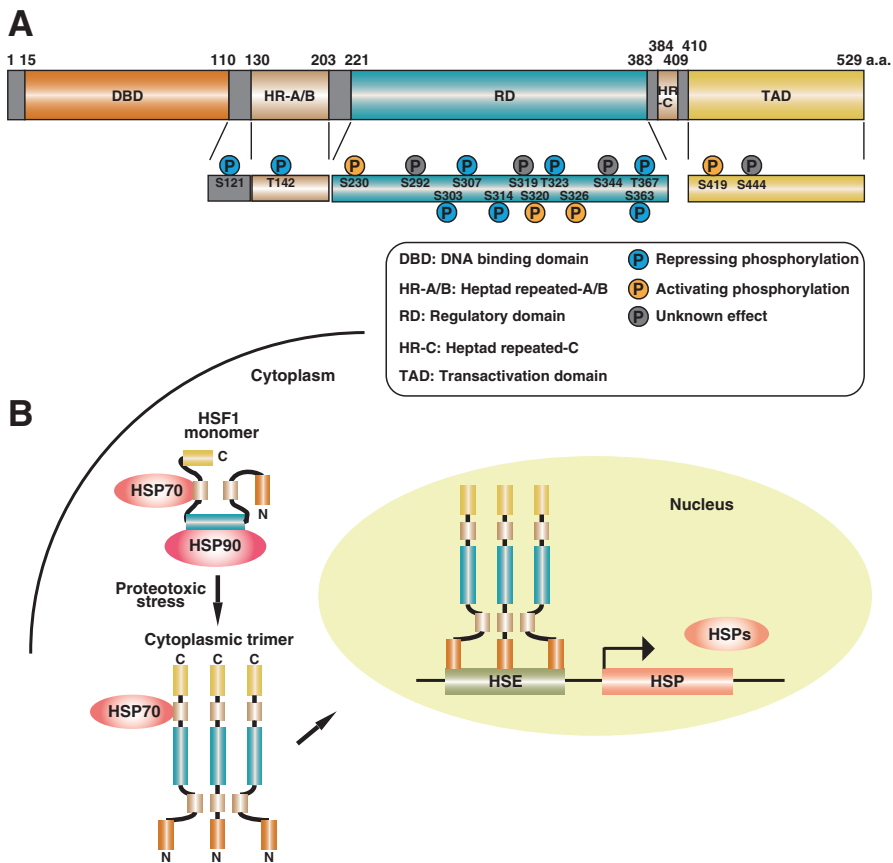 A
1 15 110 130 203 221 383 384 409 410 529 a.a.
DBD HR-A/B RD HR-C TAD
P P P P P P P P P P P
S121 T142 S230 S292 S307 S319 T323 S344 T367 S419 S444
S303 S314 S320 S326 S363
P P P P P
DBD: DNA binding domain
HR-A/B: Heptad repeated-A/B
RD: Regulatory domain
HR-C: Heptad repeated-C
TAD: Transactivation domain
P Repressing phosphorylation
P Activating phosphorylation
P Unknown effect
B
Cytoplasm
HSF1
monomer
C
HSP70
N
HSP90
Proteotoxic
stress
Cytoplasmic trimer
C C C
HSP70
N N N
Nucleus
HSPs
HSE HSP